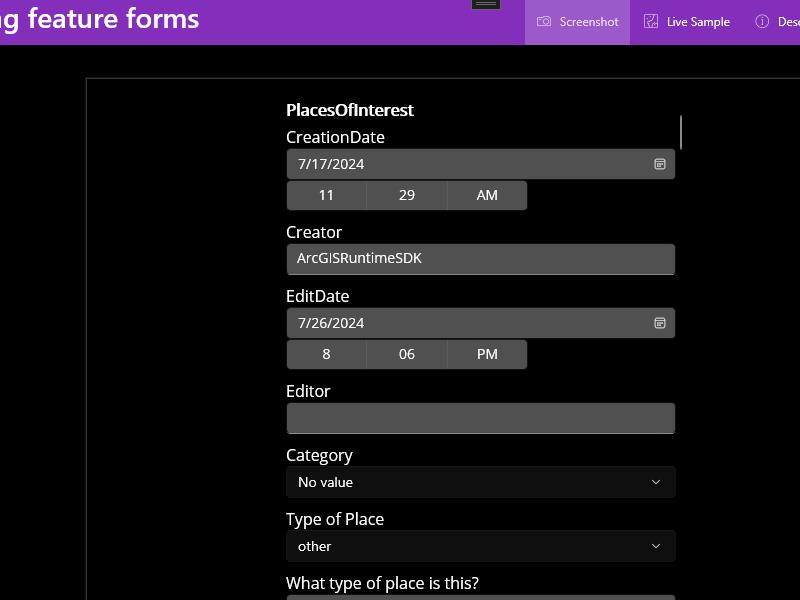 g feature forms
Screenshot
Live Sample
Desc
PlacesOfInterest
CreationDate
7/17/2024
11 29 AM
Creator
ArcGISRuntimeSDK
EditDate
7/26/2024
8 06 PM
Editor
Category
No value
Type of Place
other
What type of place is this?